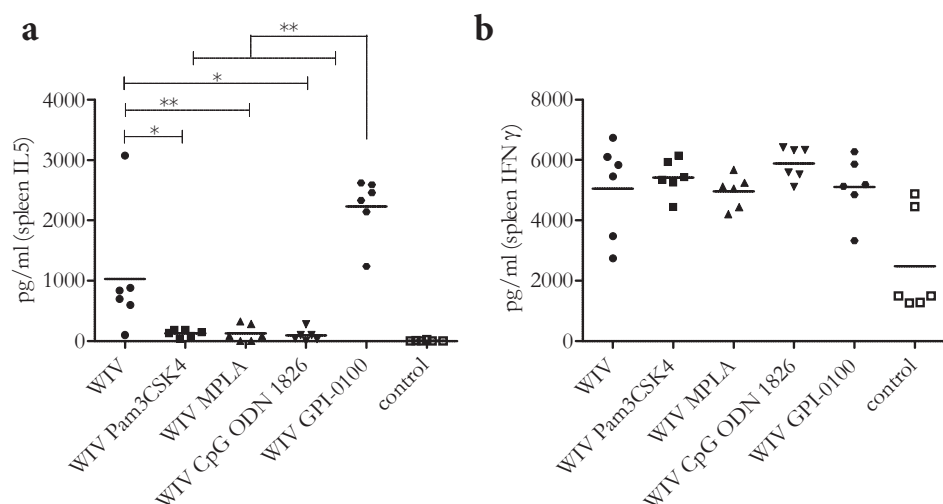 a
b
**
*
**
*
4000
3000
2000
1000
0
pg/ml (spleen IL5)
WIV
WIV Pam3CSK4
WIV MPLA
WIV CpG ODN 1826
WIV GPI-0100
control
8000
6000
4000
2000
0
pg/ml (spleen IFN γ)
WIV
WIV Pam3CSK4
WIV MPLA
WIV CpG ODN 1826
WIV GPI-0100
control